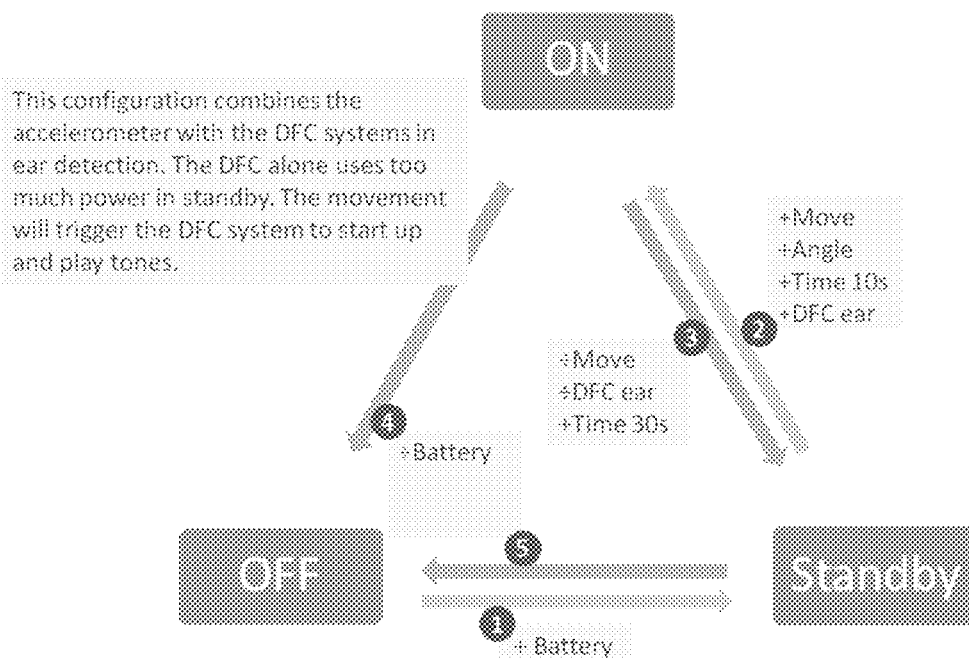 ON
This configuration combines the
accelerometer with the DFC systems in
ear detection. The DFC alone uses too
much power in standby. The movement
will trigger the DFC system to start up
and play tones.
+Move
÷Angle
+Time 10s
+DFC ear
3
2
÷Move
÷DFC ear
+Time 30s
4
÷Battery
5
OFF
Standby
1
+ Battery